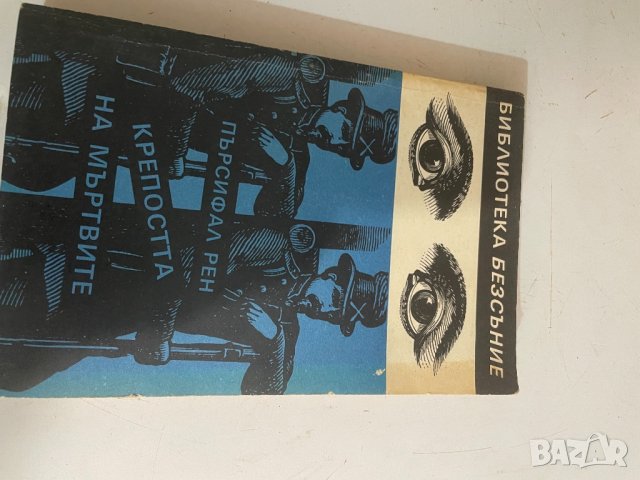 БИБЛИОТЕКА БЕЗСЪНИЕ
ПЪРСИФАЛ РЕН
КРЕПОСТТА
НА МЪРТВИТЕ
BAZAR